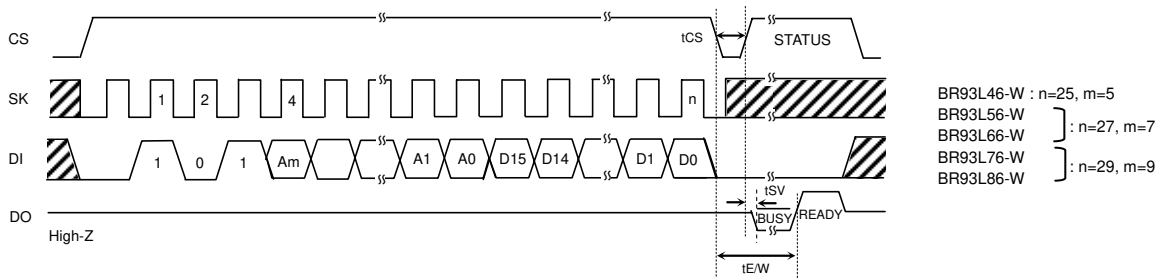 CS
tCS
STATUS
SK
1
2
4
n
DI
1
0
1
Am
A1
A0
D15
D14
D1
D0
tSV
DO
BUSY
READY
High-Z
tE/W
BR93L46-W : n=25, m=5
BR93L56-W
BR93L66-W
: n=27, m=7
BR93L76-W
BR93L86-W
: n=29, m=9